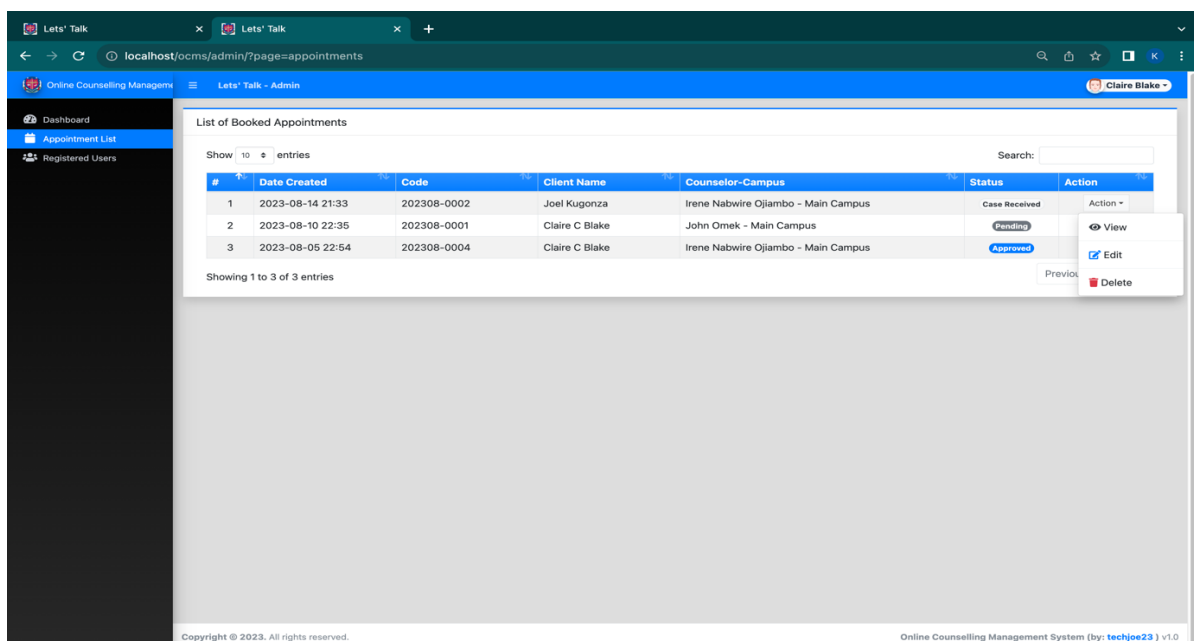 Lets' Talk
Lets' Talk
localhost/ocms/admin/?page=appointments
K
Online Counselling Manageme
Lets' Talk - Admin
Claire Blake
Dashboard
Appointment List
Registered Users
List of Booked Appointments
Show 10 entries
Search:
# Date Created Code Client Name Counselor-Campus Status Action
1 2023-08-14 21:33 202308-0002 Joel Kugonza Irene Nabwire Ojiambo - Main Campus Case Received Action
2 2023-08-10 22:35 202308-0001 Claire C Blake John Omek - Main Campus Pending
3 2023-08-05 22:54 202308-0004 Claire C Blake Irene Nabwire Ojiambo - Main Campus Approved
View
Edit
Delete
Showing 1 to 3 of 3 entries
Previou
Copyright © 2023. All rights reserved.
Online Counselling Management System (by: techjoe23 ) v1.0